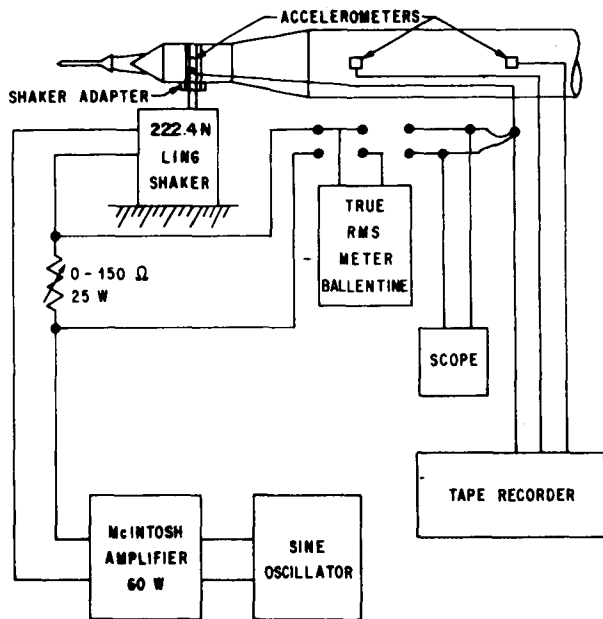 ACCELEROMETERS
SHAKER ADAPTER
222.4 N
LING
SHAKER
0-150 Ω
25 W
TRUE
RMS
METER
BALLENTINE
SCOPE
TAPE RECORDER
McINTOSH
AMPLIFIER
60 W
SINE
OSCILLATOR